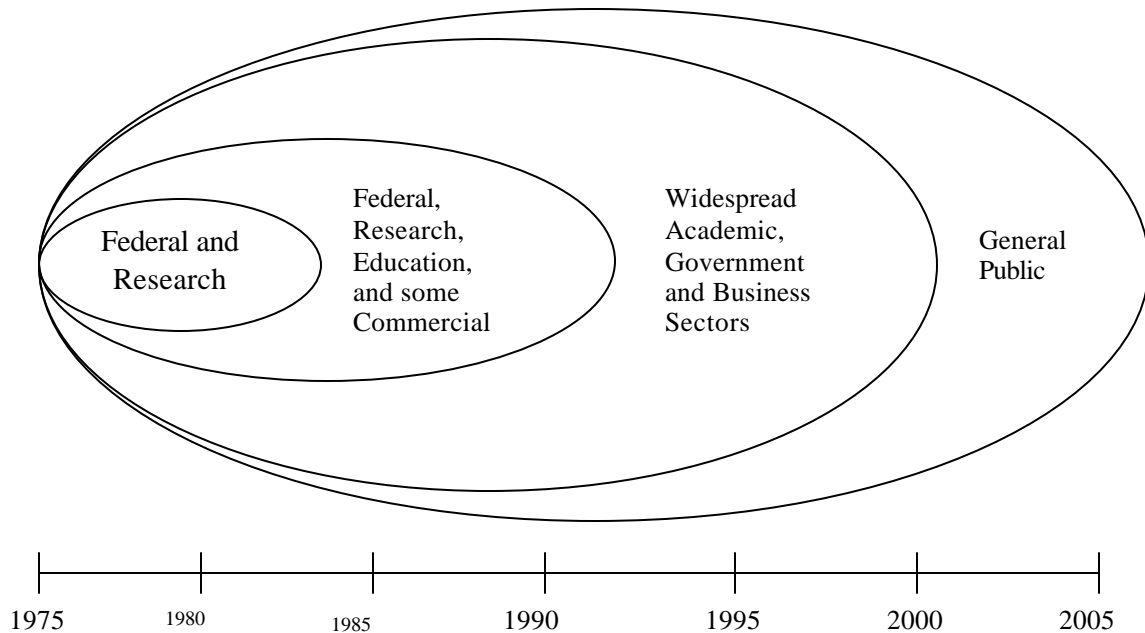 Federal and
Research
Federal,
Research,
Education,
and some
Commercial
Widespread
Academic,
Government
and Business
Sectors
General
Public
1975 1980 1985 1990 1995 2000 2005